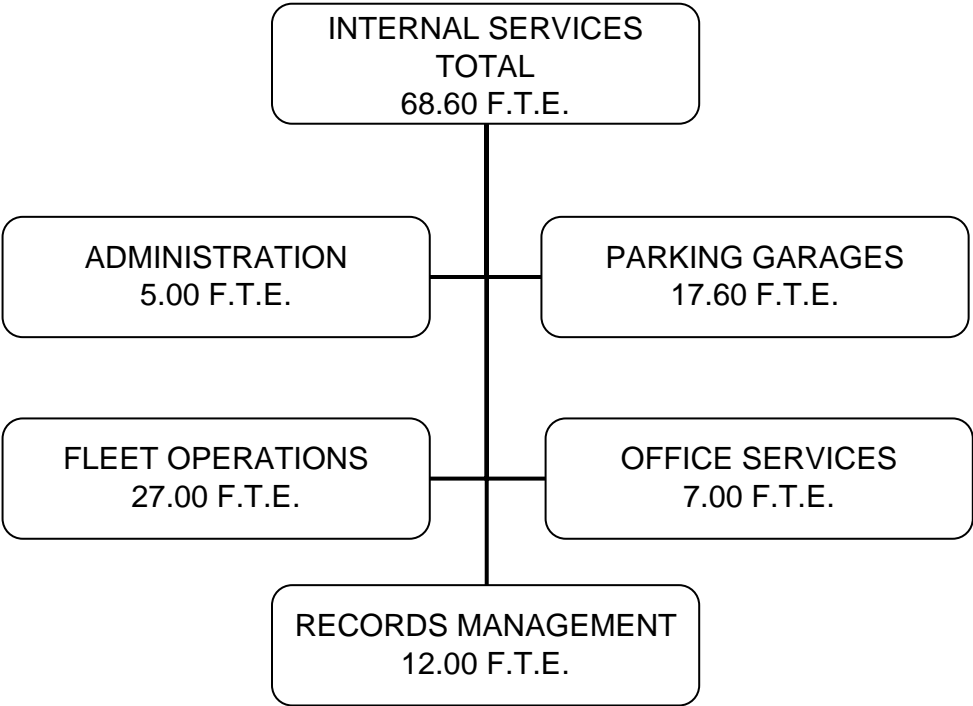 INTERNAL SERVICES
TOTAL
68.60 F.T.E.
ADMINISTRATION
5.00 F.T.E.
PARKING GARAGES
17.60 F.T.E.
FLEET OPERATIONS
27.00 F.T.E.
OFFICE SERVICES
7.00 F.T.E.
RECORDS MANAGEMENT
12.00 F.T.E.